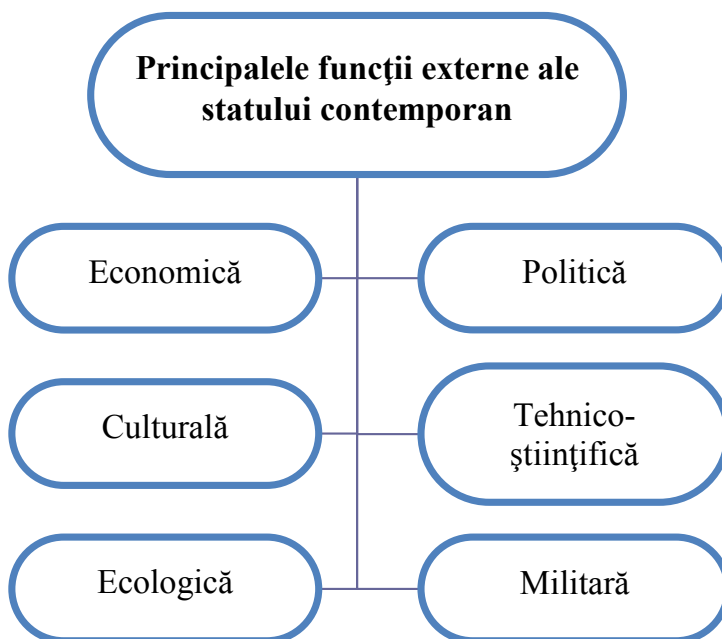 Principalele funcţii externe ale
statului contemporan
Economică
Politică
Culturală
Tehnico-
ştiinţifică
Ecologică
Militară